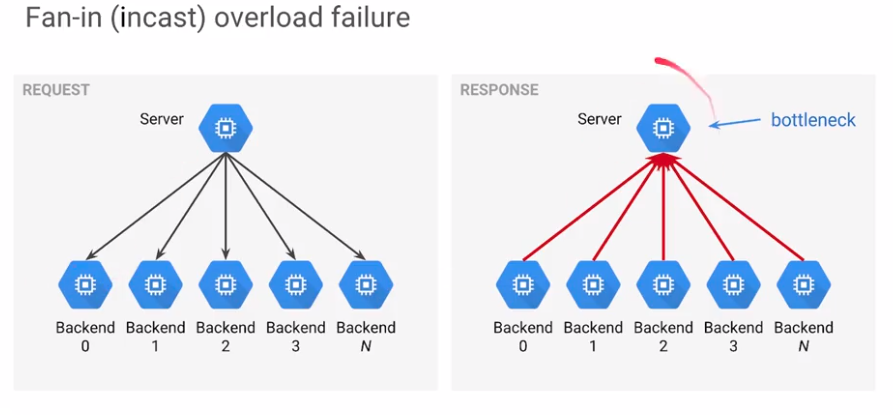 Fan-in (incast) overload failure
REQUEST
Server
Backend
0
Backend
1
Backend
2
Backend
3
Backend
N
RESPONSE
Server
bottleneck
Backend
0
Backend
1
Backend
2
Backend
3
Backend
N